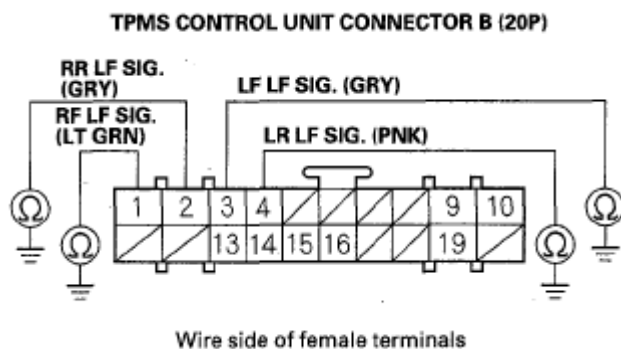 TPMS CONTROL UNIT CONNECTOR B (20P)
RR LF SIG.
(GRY)
LF LF SIG. (GRY)
RF LF SIG.
(LT GRN)
LR LF SIG. (PNK)
1 2 3 4 9 10
Ω Ω
13 14 15 16 19
Ω Ω
Wire side of female terminals